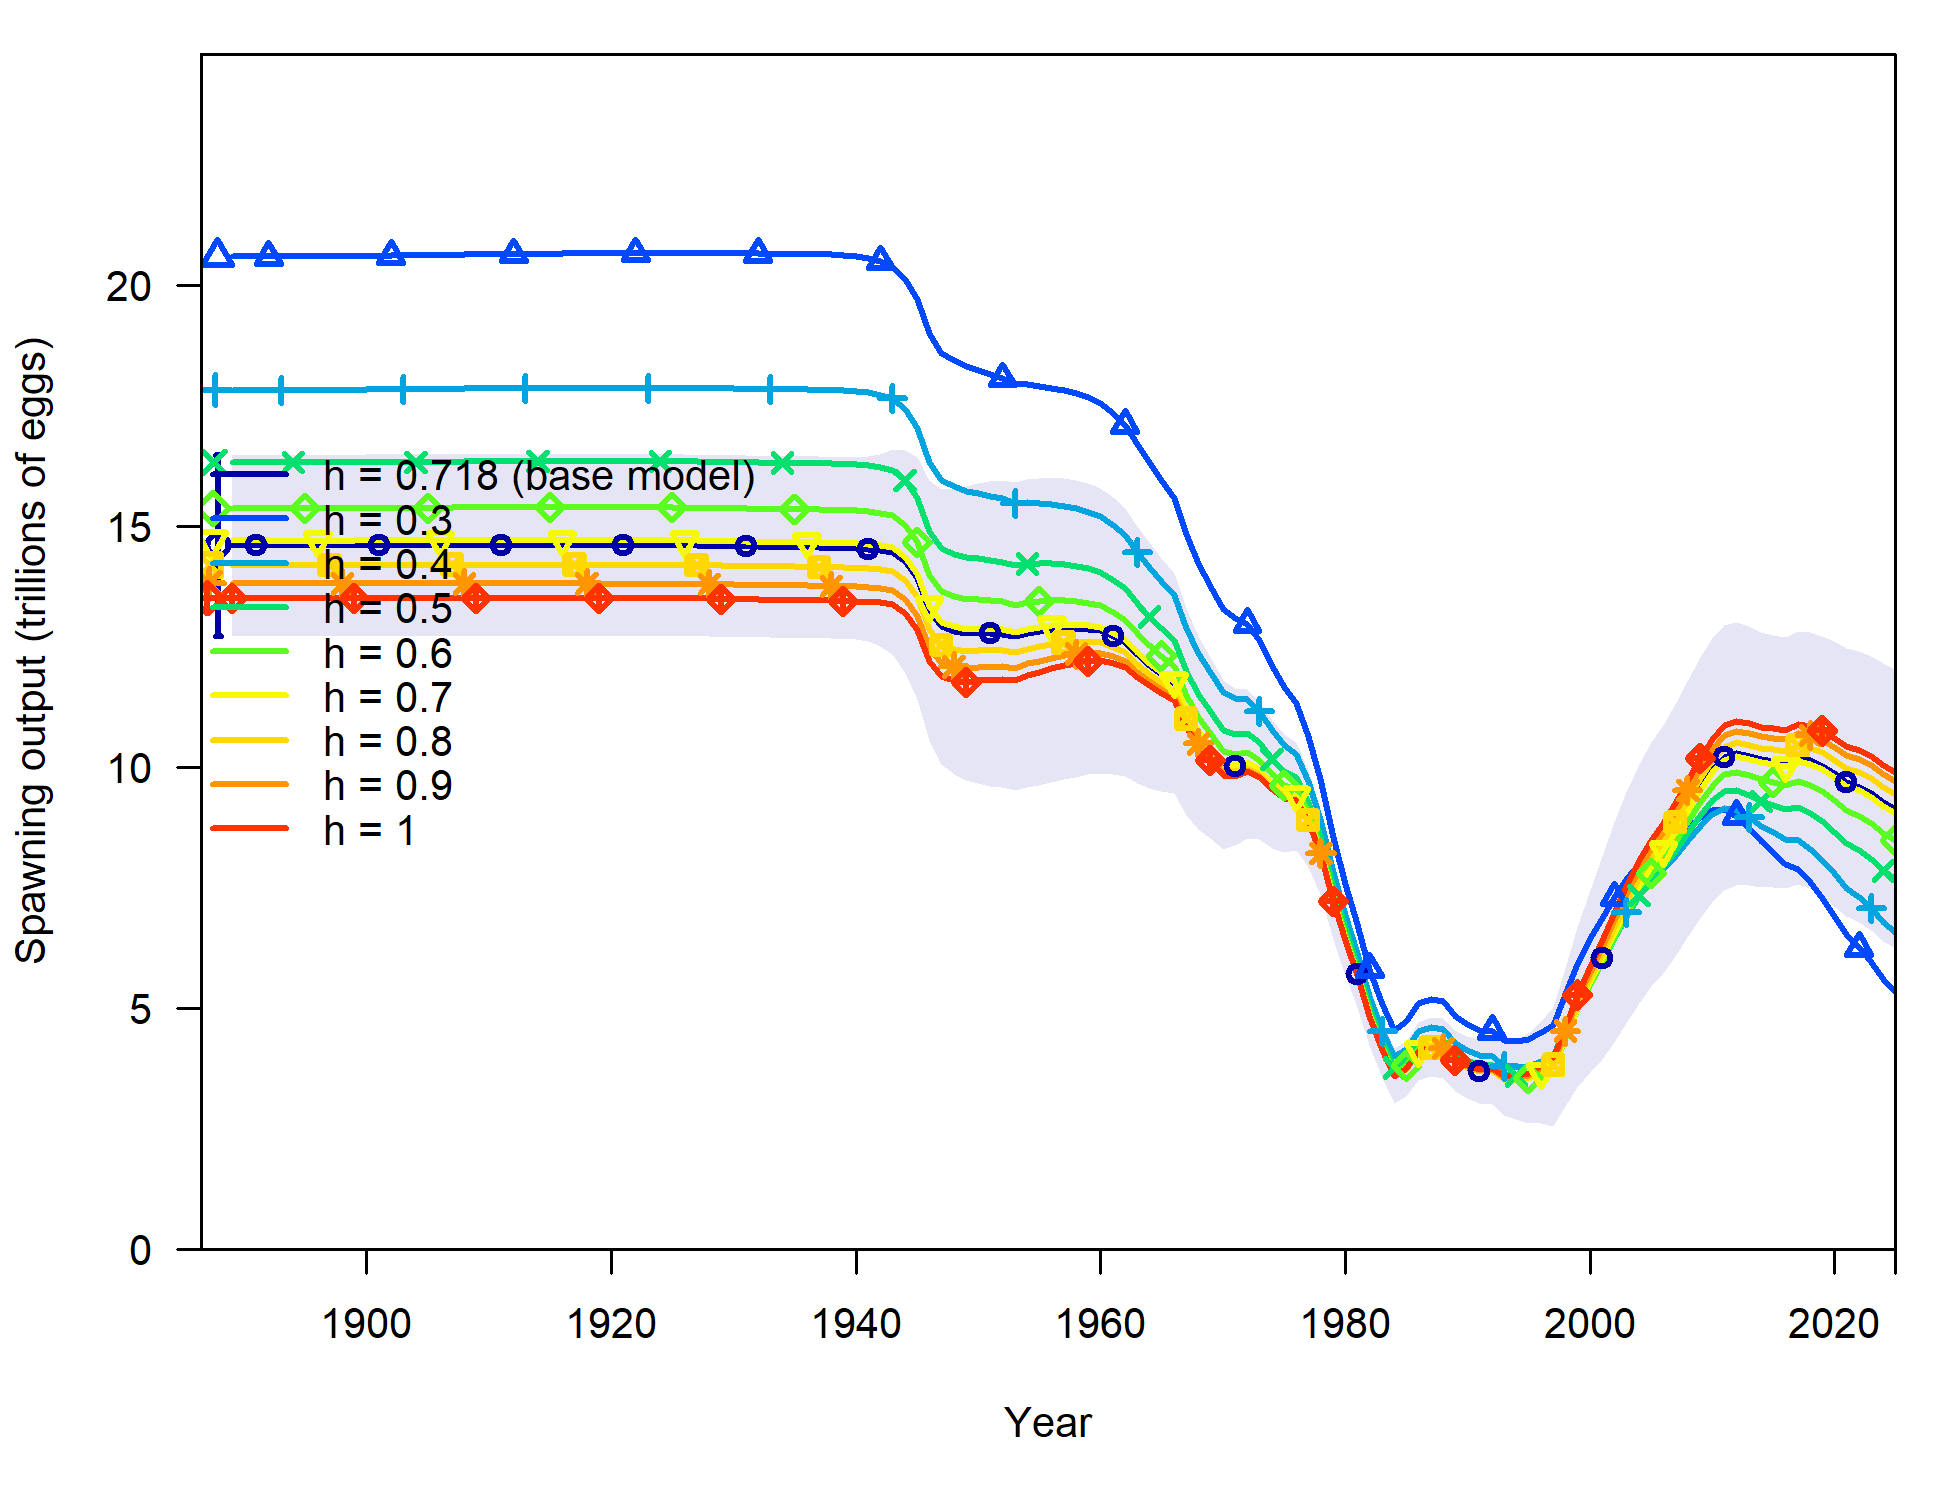 Spawning output (trillions of eggs)
20
15
10
5
0
h = 0.718 (base model)
h = 0.3
h = 0.4
h = 0.5
h = 0.6
h = 0.7
h = 0.8
h = 0.9
h = 1
1900
1920
1940
1960
1980
2000
2020
Year